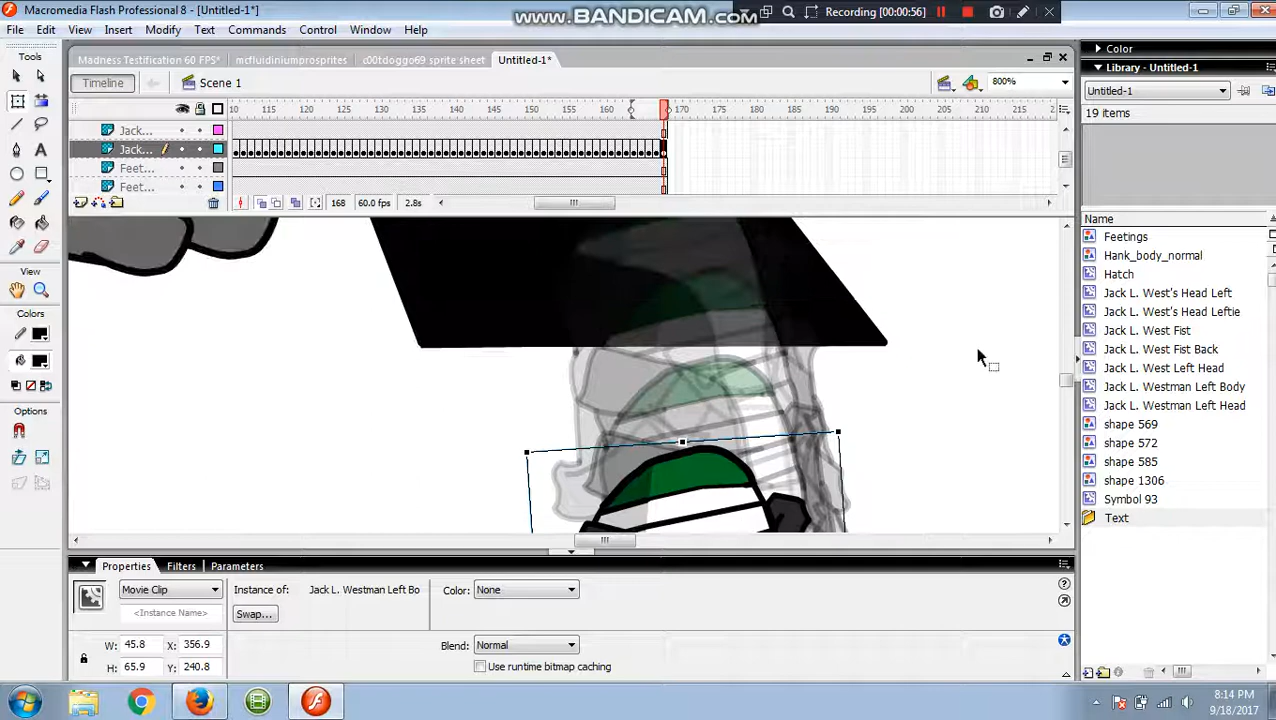 Macromedia Flash Professional 8 - [Untitled-1*]
www.BANDICAM.com
Recording [00:00:56]
File Edit View Insert Modify Text Commands Control Window Help
Tools
Madness Testification 60 FPS* mcfluidiniumprosprites c00tdoggo69 sprite sheet Untitled-1*
Timeline Scene 1 800%
10 115 120 125 130 135 140 145 150 155 160 170 175 180 185 190 195 200 205 210 215
Jack...
Jack...
Feet...
Feet...
168 60.0 fps 2.8s
View
Colors
Options
Color
Library - Untitled-1
Untitled-1
19 items
Name
Feetings
Hank_body_normal
Hatch
Jack L. West's Head Left
Jack L. West's Head Leftie
Jack L. West Fist
Jack L. West Fist Back
Jack L. West Left Head
Jack L. Westman Left Body
Jack L. Westman Left Head
shape 569
shape 572
shape 585
shape 1306
Symbol 93
Text
Properties Filters Parameters
Movie Clip Instance of: Jack L. Westman Left Bo Color: None
<Instance Name> Swap...
W: 45.8 X: 356.9 Blend: Normal
H: 65.9 Y: 240.8 Use runtime bitmap caching
8:14 PM
9/18/2017